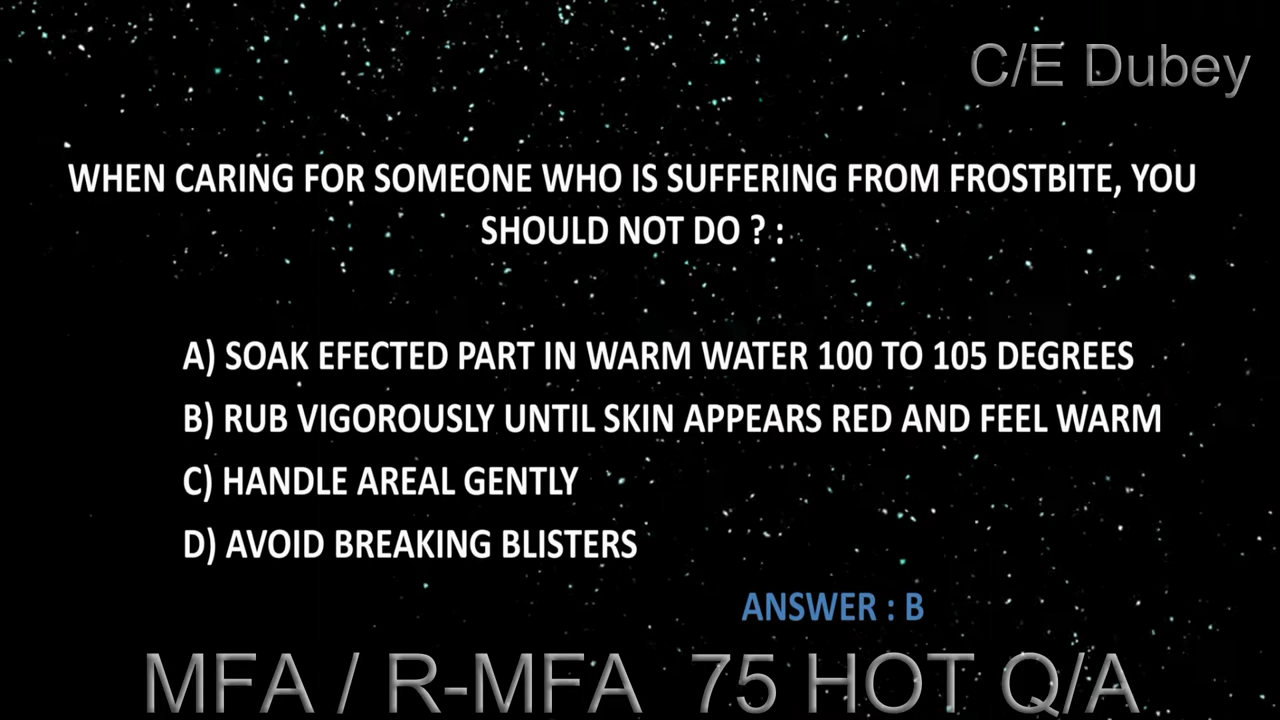 C/E Dubey
WHEN CARING FOR SOMEONE WHO IS SUFFERING FROM FROSTBITE, YOU
SHOULD NOT DO ? :
A) SOAK EFECTED PART IN WARM WATER 100 TO 105 DEGREES
B) RUB VIGOROUSLY UNTIL SKIN APPEARS RED AND FEEL WARM
C) HANDLE AREAL GENTLY
D) AVOID BREAKING BLISTERS
ANSWER : B
MFA / R-MFA 75 HOT Q/A